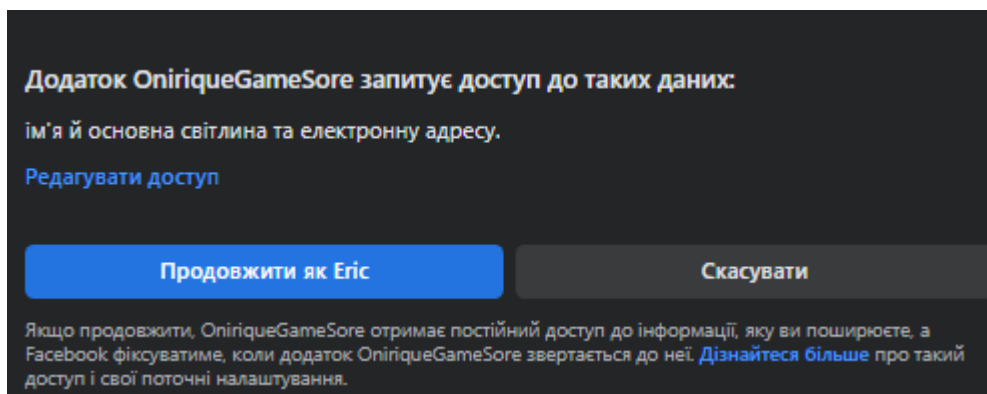 Додаток OniriqueGameSore запитує доступ до таких даних:
ім'я й основна світлина та електронну адресу.
Редагувати доступ
Продовжити як Eric
Скасувати
Якщо продовжити, OniriqueGameSore отримає постійний доступ до інформації, яку ви поширюєте, а
Facebook фіксуватиме, коли додаток OniriqueGameSore звертається до неї. Дізнайтеся більше про такий
доступ і свої поточні налаштування.